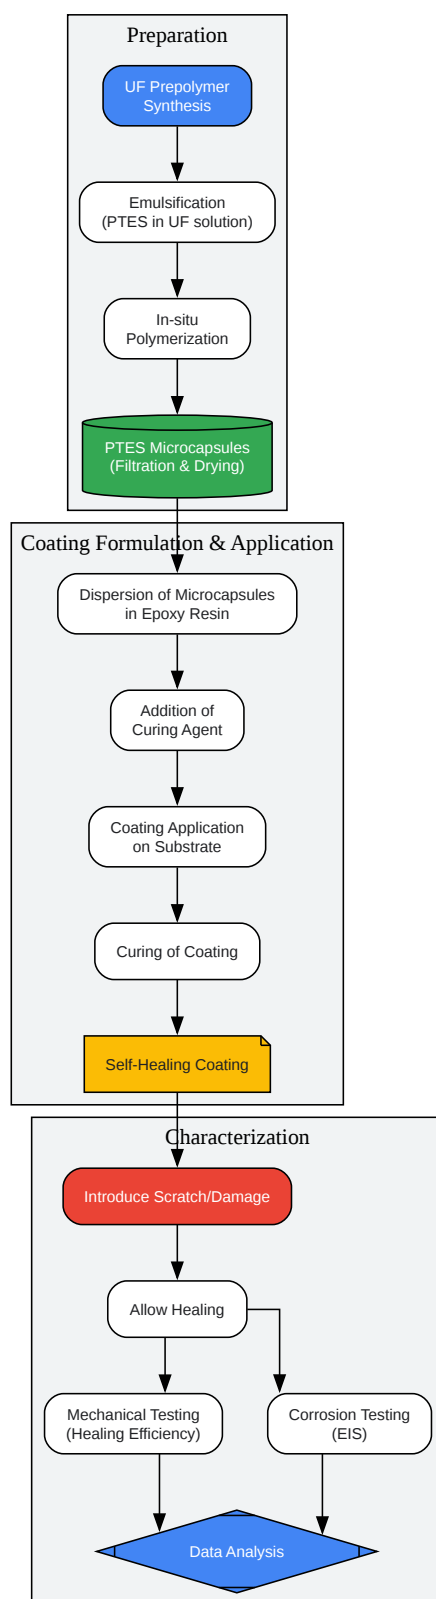 Preparation
UF Prepolymer
Synthesis
Emulsification
(PTES in UF solution)
In-situ
Polymerization
PTES Microcapsules
(Filtration & Drying)
Coating Formulation & Application
Dispersion of Microcapsules
in Epoxy Resin
Addition of
Curing Agent
Coating Application
on Substrate
Curing of Coating
Self-Healing Coating
Characterization
Introduce Scratch/Damage
Allow Healing
Mechanical Testing
(Healing Efficiency)
Corrosion Testing
(EIS)
Data Analysis